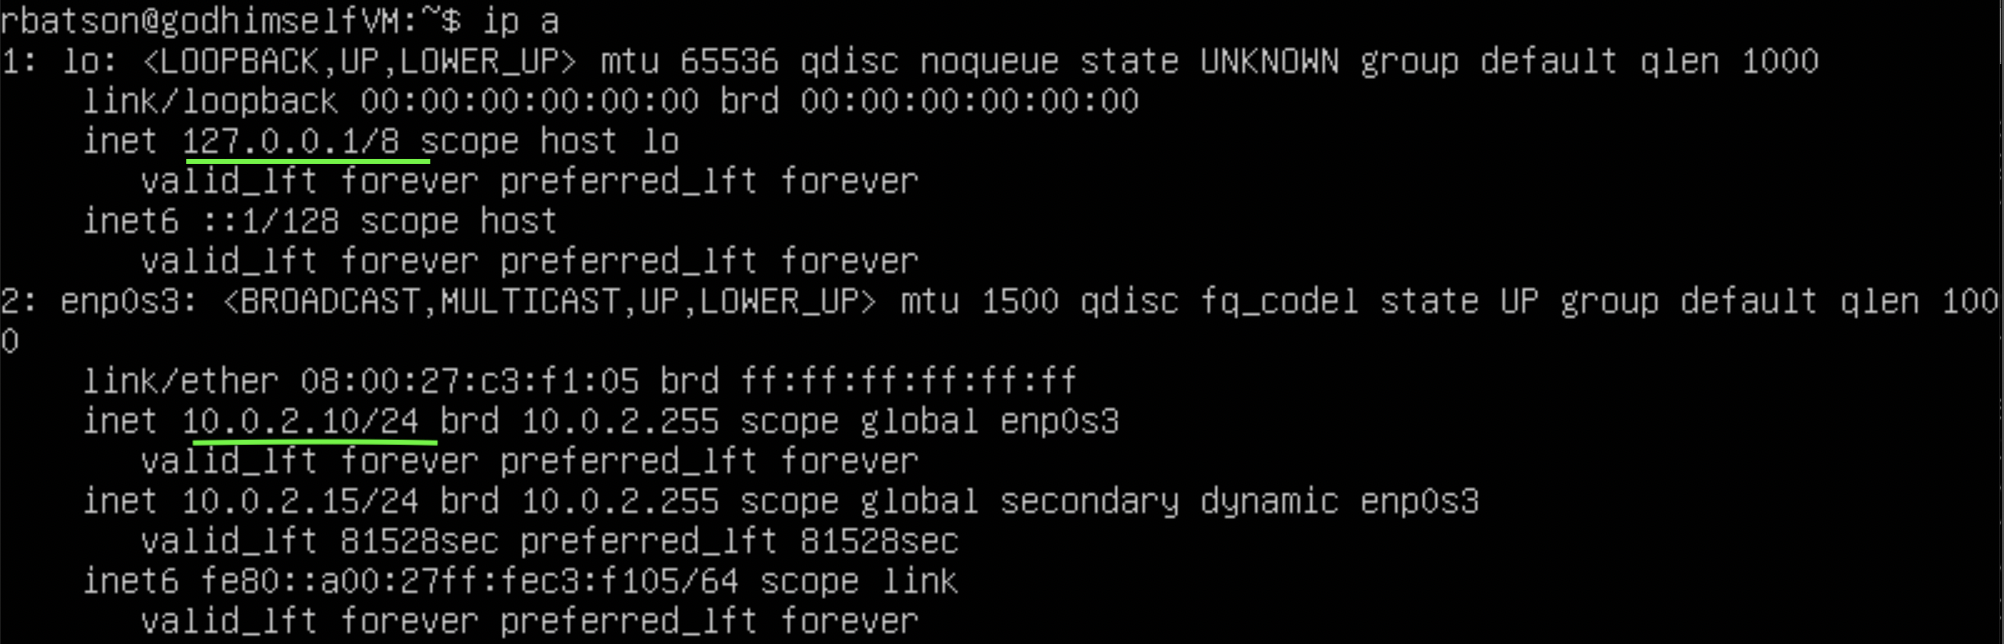 rbatson@godhimselfVM:~$ ip a
1: lo: <LOOPBACK,UP,LOWER_UP> mtu 65536 qdisc noqueue state UNKNOWN group default qlen 1000
link/loopback 00:00:00:00:00:00 brd 00:00:00:00:00:00
inet 127.0.0.1/8 scope host lo
valid_lft forever preferred_lft forever
inet6 ::1/128 scope host
valid_lft forever preferred_lft forever
2: enp0s3: <BROADCAST,MULTICAST,UP,LOWER_UP> mtu 1500 qdisc fq_codel state UP group default qlen 100
0
link/ether 08:00:27:c3:f1:05 brd ff:ff:ff:ff:ff:ff
inet 10.0.2.10/24 brd 10.0.2.255 scope global enp0s3
valid_lft forever preferred_lft forever
inet 10.0.2.15/24 brd 10.0.2.255 scope global secondary dynamic enp0s3
valid_lft 81528sec preferred_lft 81528sec
inet6 fe80::a00:27ff:fec3:f105/64 scope link
valid_lft forever preferred_lft forever